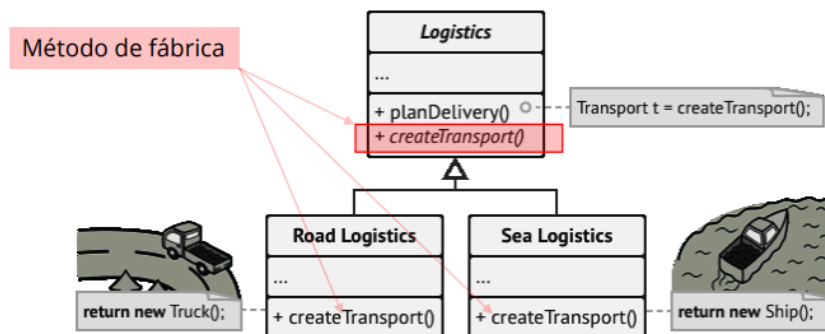 Método de fábrica
Logistics
...
+ planDelivery()
+ createTransport()
Transport t = createTransport();
Road Logistics
...
+ createTransport()
Sea Logistics
...
+ createTransport()
return new Truck();
return new Ship();